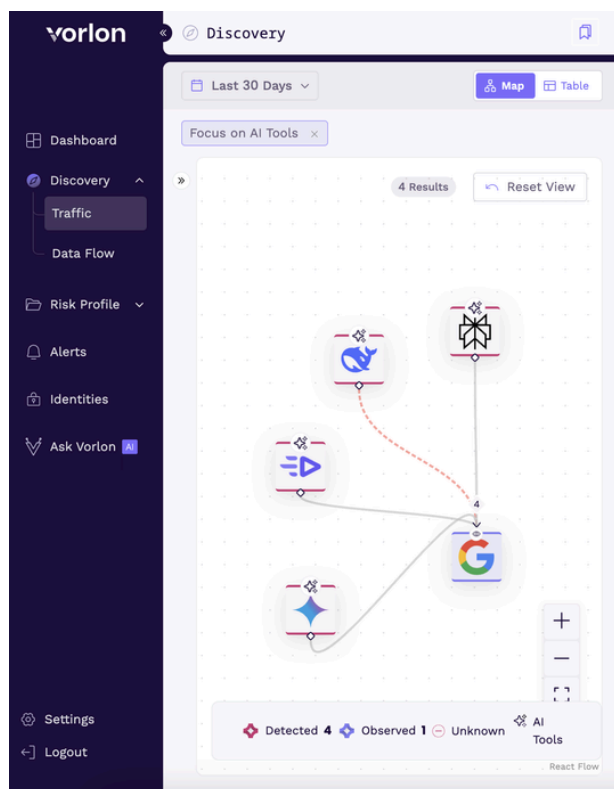 vorlon
Discovery
Last 30 Days
Map
Table
Focus on AI Tools ×
Dashboard
Discovery
Traffic
Data Flow
Risk Profile
Alerts
Identities
Ask Vorlon AI
Settings
Logout
4 Results
Reset View
4
Detected 4 Observed 1 Unknown AI
Tools
React Flow